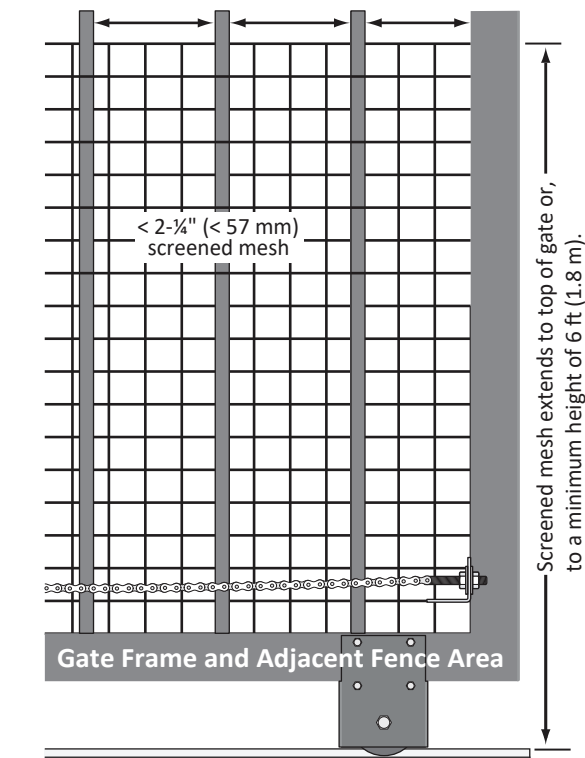 < 2-¼" (< 57 mm)
screened mesh
Screened mesh extends to top of gate or,
to a minimum height of 6 ft (1.8 m).
Gate Frame and Adjacent Fence Area